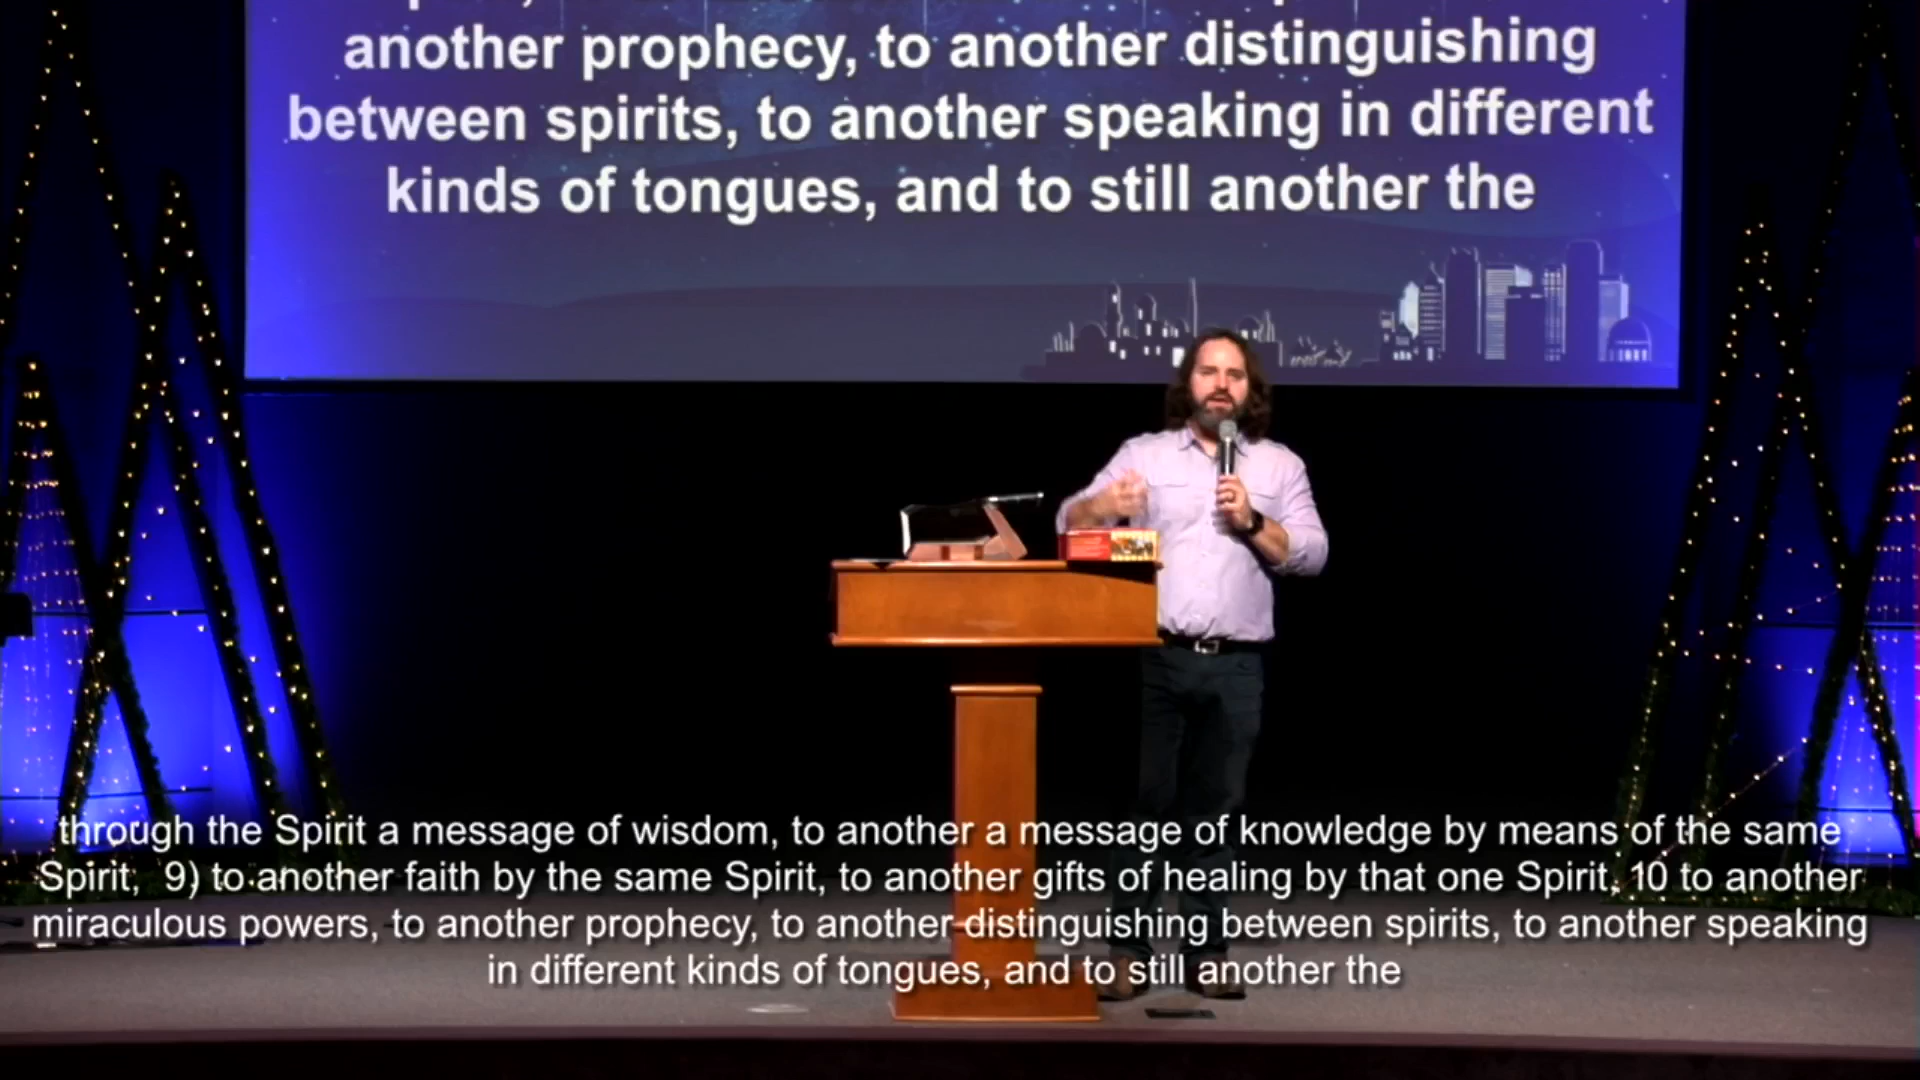 another prophecy, to another distinguishing
between spirits, to another speaking in different
kinds of tongues, and to still another the
through the Spirit a message of wisdom, to another a message of knowledge by means of the same
Spirit, 9) to another faith by the same Spirit, to another gifts of healing by that one Spirit, 10 to another
miraculous powers, to another prophecy, to another distinguishing between spirits, to another speaking
in different kinds of tongues, and to still another the